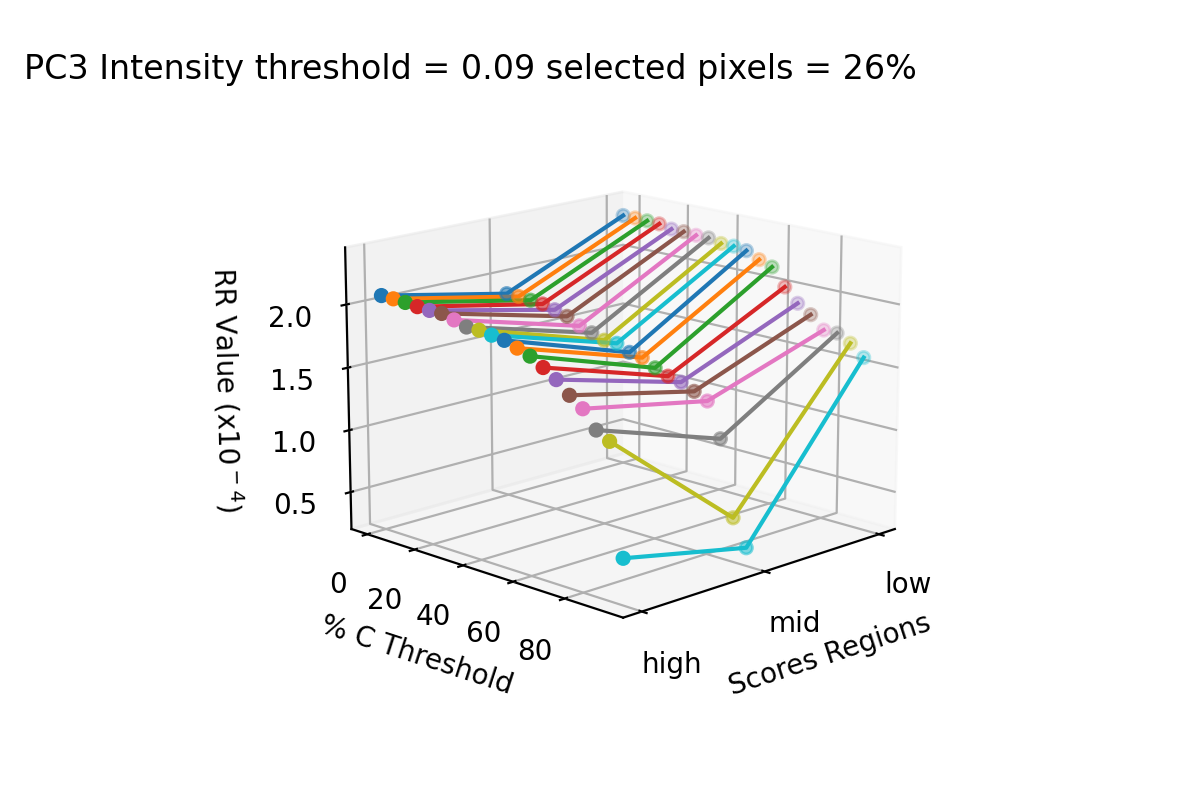 PC3 Intensity threshold = 0.09 selected pixels = 26%
RR Value (x10⁻⁴)
2.0
1.5
1.0
0.5
0
20
40
60
80
% C Threshold
high
mid
low
Scores Regions